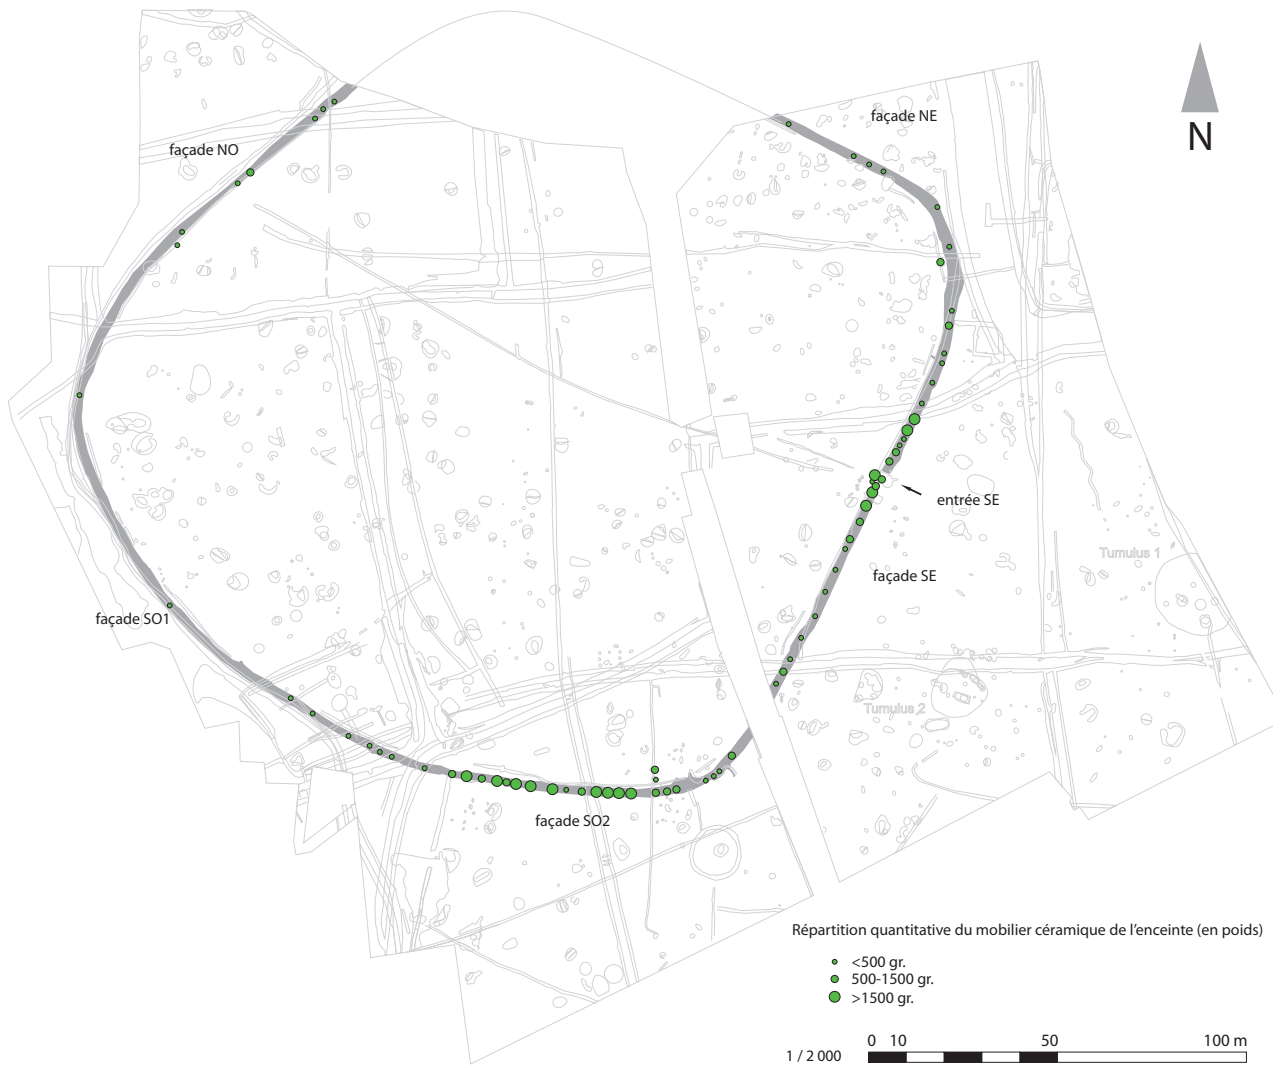 façade NE
N
façade NO
entrée SE
Tumulus 1
façade SE
façade SO1
Tumulus 2
façade SO2
Répartition quantitative du mobilier céramique de l'enceinte (en poids)
<500 gr.
500-1500 gr.
>1500 gr.
0 10 50 100 m
1 / 2 000